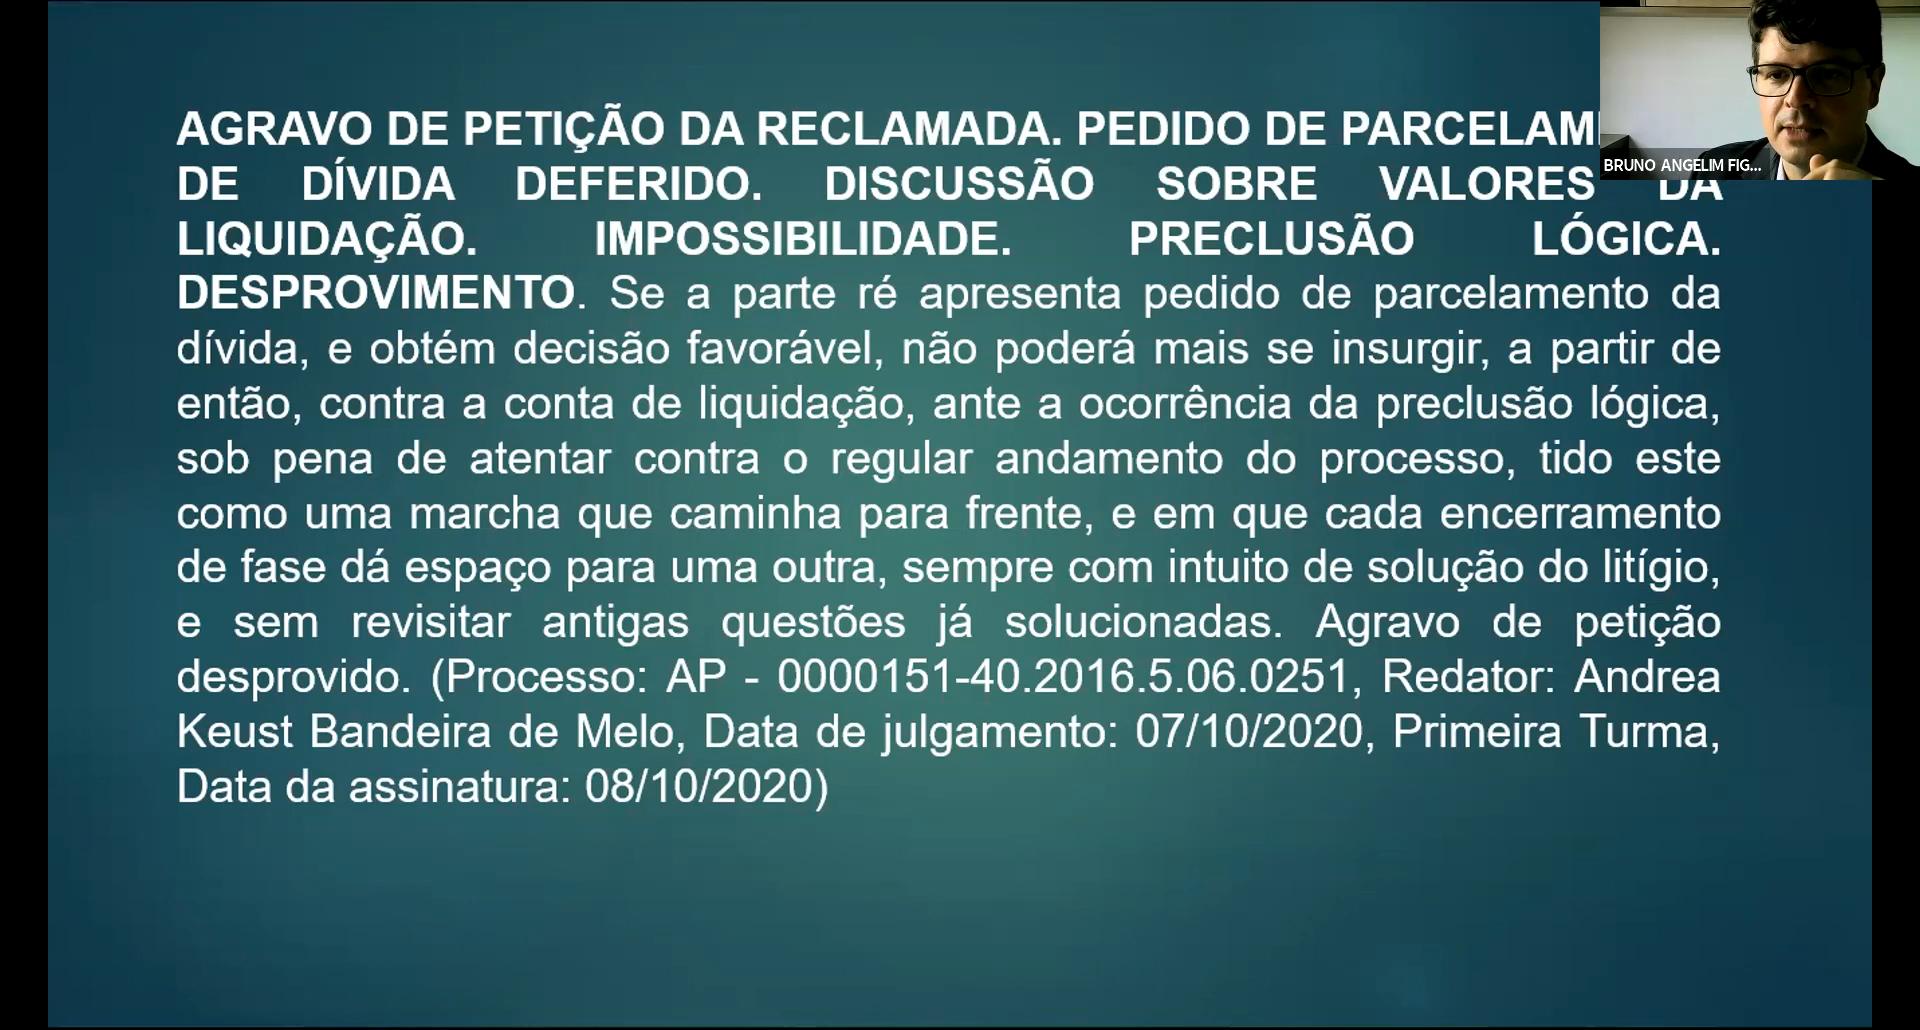 AGRAVO DE PETIÇÃO DA RECLAMADA. PEDIDO DE
DE DÍVIDA DEFERIDO. DISCUSSÃO SOBRE VALORES DA
LIQUIDAÇÃO. IMPOSSIBILIDADE. PRECLUSÃO LÓGICA.
DESPROVIMENTO. Se a parte ré apresenta pedido de parcelamento da
dívida, e obtém decisão favorável, não poderá mais se insurgir, a partir de
então, contra a conta de liquidação, ante a ocorrência da preclusão lógica,
sob pena de atentar contra o regular andamento do processo, tido este
como uma marcha que caminha para frente, e em que cada encerramento
de fase dá espaço para uma outra, sempre com intuito de solução do litígio,
e sem revisitar antigas questões já solucionadas. Agravo de petição
desprovido. (Processo: AP - 0000151-40.2016.5.06.0251, Redator: Andrea
Keust Bandeira de Melo, Data de julgamento: 07/10/2020, Primeira Turma,
Data da assinatura: 08/10/2020)
BRUNO ANGELIM FIG...